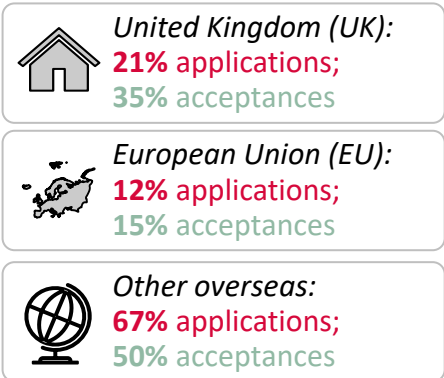 United Kingdom (UK):
21% applications;
35% acceptances
European Union (EU):
12% applications;
15% acceptances
Other overseas:
67% applications;
50% acceptances